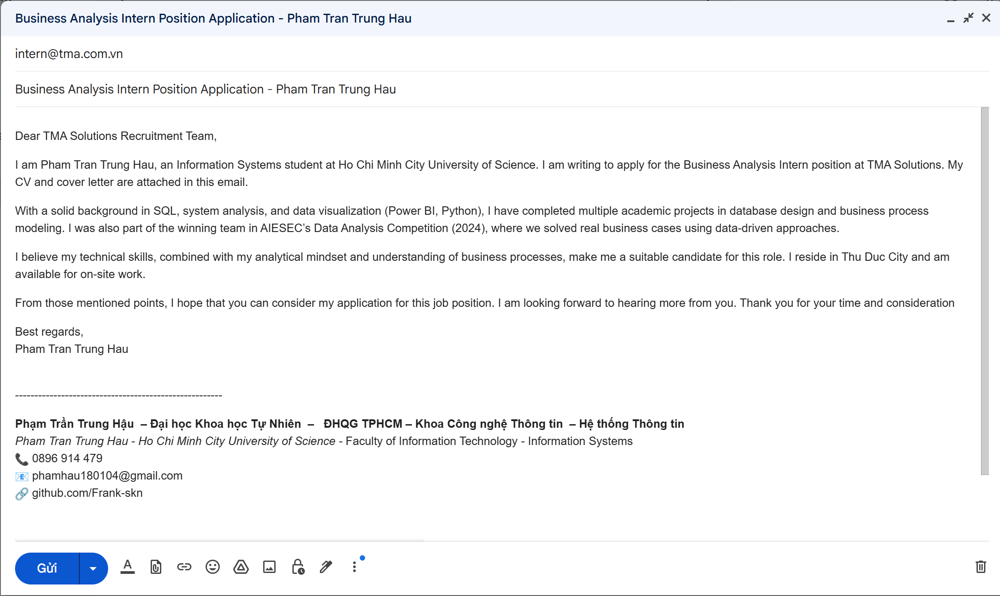 Business Analysis Intern Position Application - Pham Tran Trung Hau
intern@tma.com.vn
Business Analysis Intern Position Application - Pham Tran Trung Hau
Dear TMA Solutions Recruitment Team,
I am Pham Tran Trung Hau, an Information Systems student at Ho Chi Minh City University of Science. I am writing to apply for the Business Analysis Intern position at TMA Solutions. My
CV and cover letter are attached in this email.
With a solid background in SQL, system analysis, and data visualization (Power BI, Python), I have completed multiple academic projects in database design and business process
modeling. I was also part of the winning team in AIESEC’s Data Analysis Competition (2024), where we solved real business cases using data-driven approaches.
I believe my technical skills, combined with my analytical mindset and understanding of business processes, make me a suitable candidate for this role. I reside in Thu Duc City and am
available for on-site work.
From those mentioned points, I hope that you can consider my application for this job position. I am looking forward to hearing more from you. Thank you for your time and consideration
Best regards,
Pham Tran Trung Hau
------------------------------------------------------
Phạm Trần Trung Hậu – Đại học Khoa học Tự Nhiên – ĐHQG TPHCM – Khoa Công nghệ Thông tin – Hệ thống Thông tin
Pham Tran Trung Hau - Ho Chi Minh City University of Science - Faculty of Information Technology - Information Systems
📞 0896 914 479
📧 phamhau180104@gmail.com
🔗 github.com/Frank-skn
Gửi